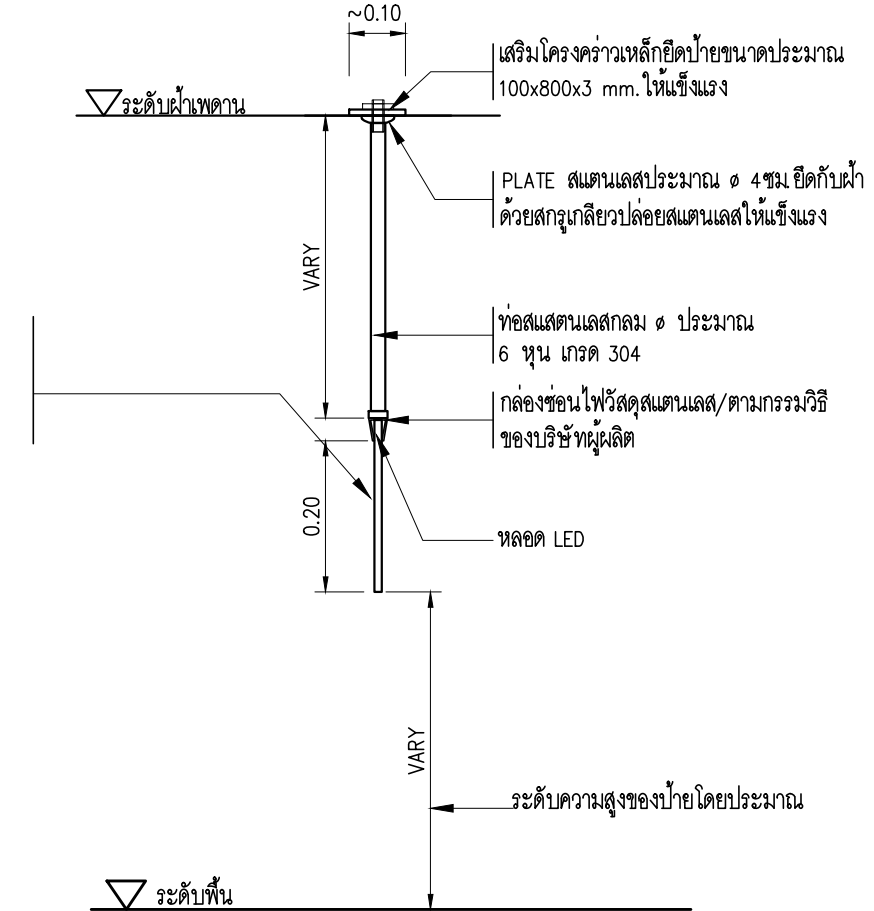 ~0.10
เสริมโครงคร่าวเหล็กยึดป้ายขนาดประมาณ
100x800x3 mm. ให้แข็งแรง
ระดับฝ้าเพดาน
PLATE สแตนเลสประมาณ ø 4ซม. ยึดกับฝ้า
ด้วยสกรูเกลียวปล่อยสแตนเลสให้แข็งแรง
VARY
ท่อสแสตนเลสกลม ø ประมาณ
6 หุน เกรด 304
กล่องซ่อนไฟวัสดุสแตนเลส/ตามกรรมวิธี
ของบริษัทผู้ผลิต
0.20
หลอด LED
VARY
ระดับความสูงของป้ายโดยประมาณ
ระดับพื้น